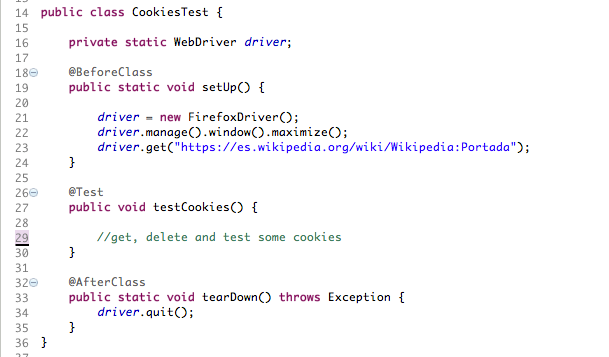 14 public class CookiesTest {
15
16     private static WebDriver driver;
17
18     @BeforeClass
19     public static void setUp() {
20
21         driver = new FirefoxDriver();
22         driver.manage().window().maximize();
23         driver.get("https://es.wikipedia.org/wiki/Wikipedia:Portada");
24     }
25
26     @Test
27     public void testCookies() {
28
29         //get, delete and test some cookies
30     }
31
32     @AfterClass
33     public static void tearDown() throws Exception {
34         driver.quit();
35     }
36 }